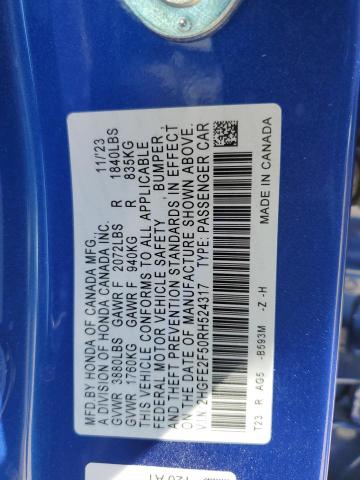 MFD.BY HONDA OF CANADA MFG., 11/'23
A DIVISION OF HONDA CANADA INC.
GVWR 3880LBS GAWR F 2072LBS R 1840LBS
GVWR 1760KG GAWR F 940KG R 835KG
THIS VEHICLE CONFORMS TO ALL APPLICABLE
FEDERAL MOTOR VEHICLE SAFETY, BUMPER,
AND THEFT PREVENTION STANDARDS IN EFFECT
ON THE DATE OF MANUFACTURE SHOWN ABOVE.
V.I.N. 2HGFE2F50RH524317 TYPE: PASSENGER CAR
T23 R AG5 -B593M -Z -H MADE IN CANADA